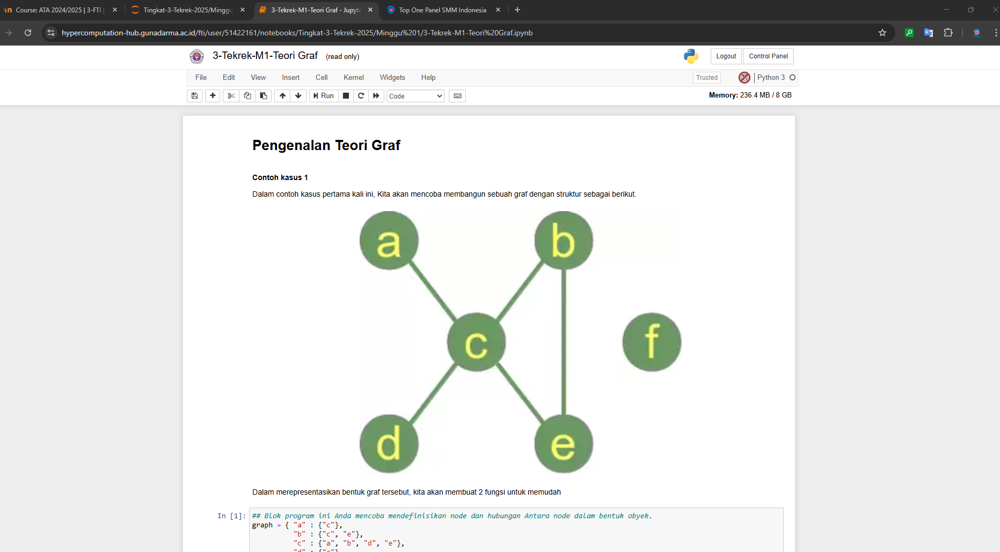 Course: ATA 2024/2025 | 3-FTI |
Tingkat-3-Tekrek-2025/Minggu
3-Tekrek-M1-Teori Graf - Jupyte
Top One Panel SMM Indonesia
hypercomputation-hub.gunadarma.ac.id/fti/user/51422161/notebooks/Tingkat-3-Tekrek-2025/Minggu%201/3-Tekrek-M1-Teori%20Graf.ipynb
3-Tekrek-M1-Teori Graf (read only)
Logout
Control Panel
File Edit View Insert Cell Kernel Widgets Help
Trusted
Python 3
Run
Code
Memory: 236.4 MB / 8 GB
Pengenalan Teori Graf
Contoh kasus 1
Dalam contoh kasus pertama kali ini, Kita akan mencoba membangun sebuah graf dengan struktur sebagai berikut.
a b
c f
d e
Dalam merepresentasikan bentuk graf tersebut, kita akan membuat 2 fungsi untuk memudah
In [1]: ## Blok program ini Anda mencoba mendefinisikan node dan hubungan Antara node dalam bentuk obyek.
graph = { "a" : {"c"},
"b" : {"c", "e"},
"c" : {"a", "b", "d", "e"},
"d" : {"c"}